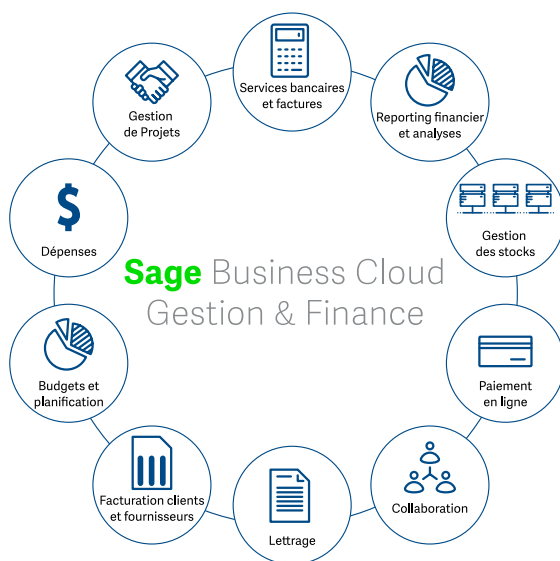 Services bancaires
et factures
Reporting financier
et analyses
Gestion
des stocks
Paiement
en ligne
Collaboration
Lettrage
Facturation clients
et fournisseurs
Budgets et
planification
Dépenses
Gestion
de Projets
Sage Business Cloud
Gestion & Finance